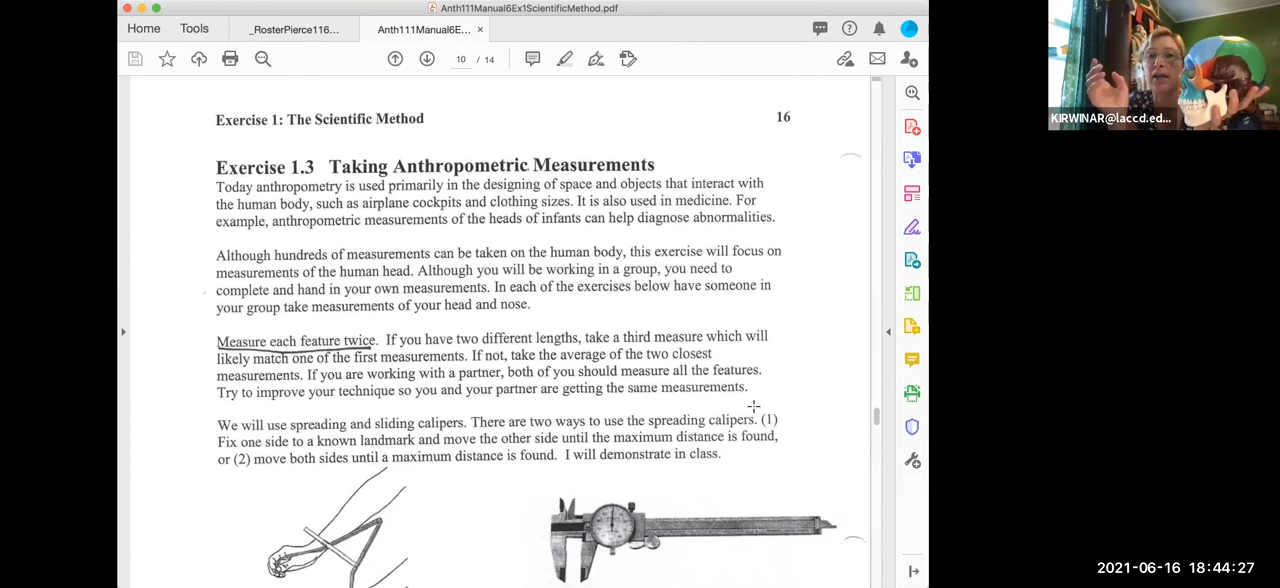 Anth111Manual6Ex1ScientificMethod.pdf
Home Tools _RosterPierce116... Anth111Manual6E... ×
10 / 14
KIRWINAR@laccd.ed...
Exercise 1: The Scientific Method 16
Exercise 1.3 Taking Anthropometric Measurements
Today anthropometry is used primarily in the designing of space and objects that interact with
the human body, such as airplane cockpits and clothing sizes. It is also used in medicine. For
example, anthropometric measurements of the heads of infants can help diagnose abnormalities.
Although hundreds of measurements can be taken on the human body, this exercise will focus on
measurements of the human head. Although you will be working in a group, you need to
complete and hand in your own measurements. In each of the exercises below have someone in
your group take measurements of your head and nose.
Measure each feature twice. If you have two different lengths, take a third measure which will
likely match one of the first measurements. If not, take the average of the two closest
measurements. If you are working with a partner, both of you should measure all the features.
Try to improve your technique so you and your partner are getting the same measurements.
We will use spreading and sliding calipers. There are two ways to use the spreading calipers. (1)
Fix one side to a known landmark and move the other side until the maximum distance is found,
or (2) move both sides until a maximum distance is found. I will demonstrate in class.
2021-06-16 18:44:27